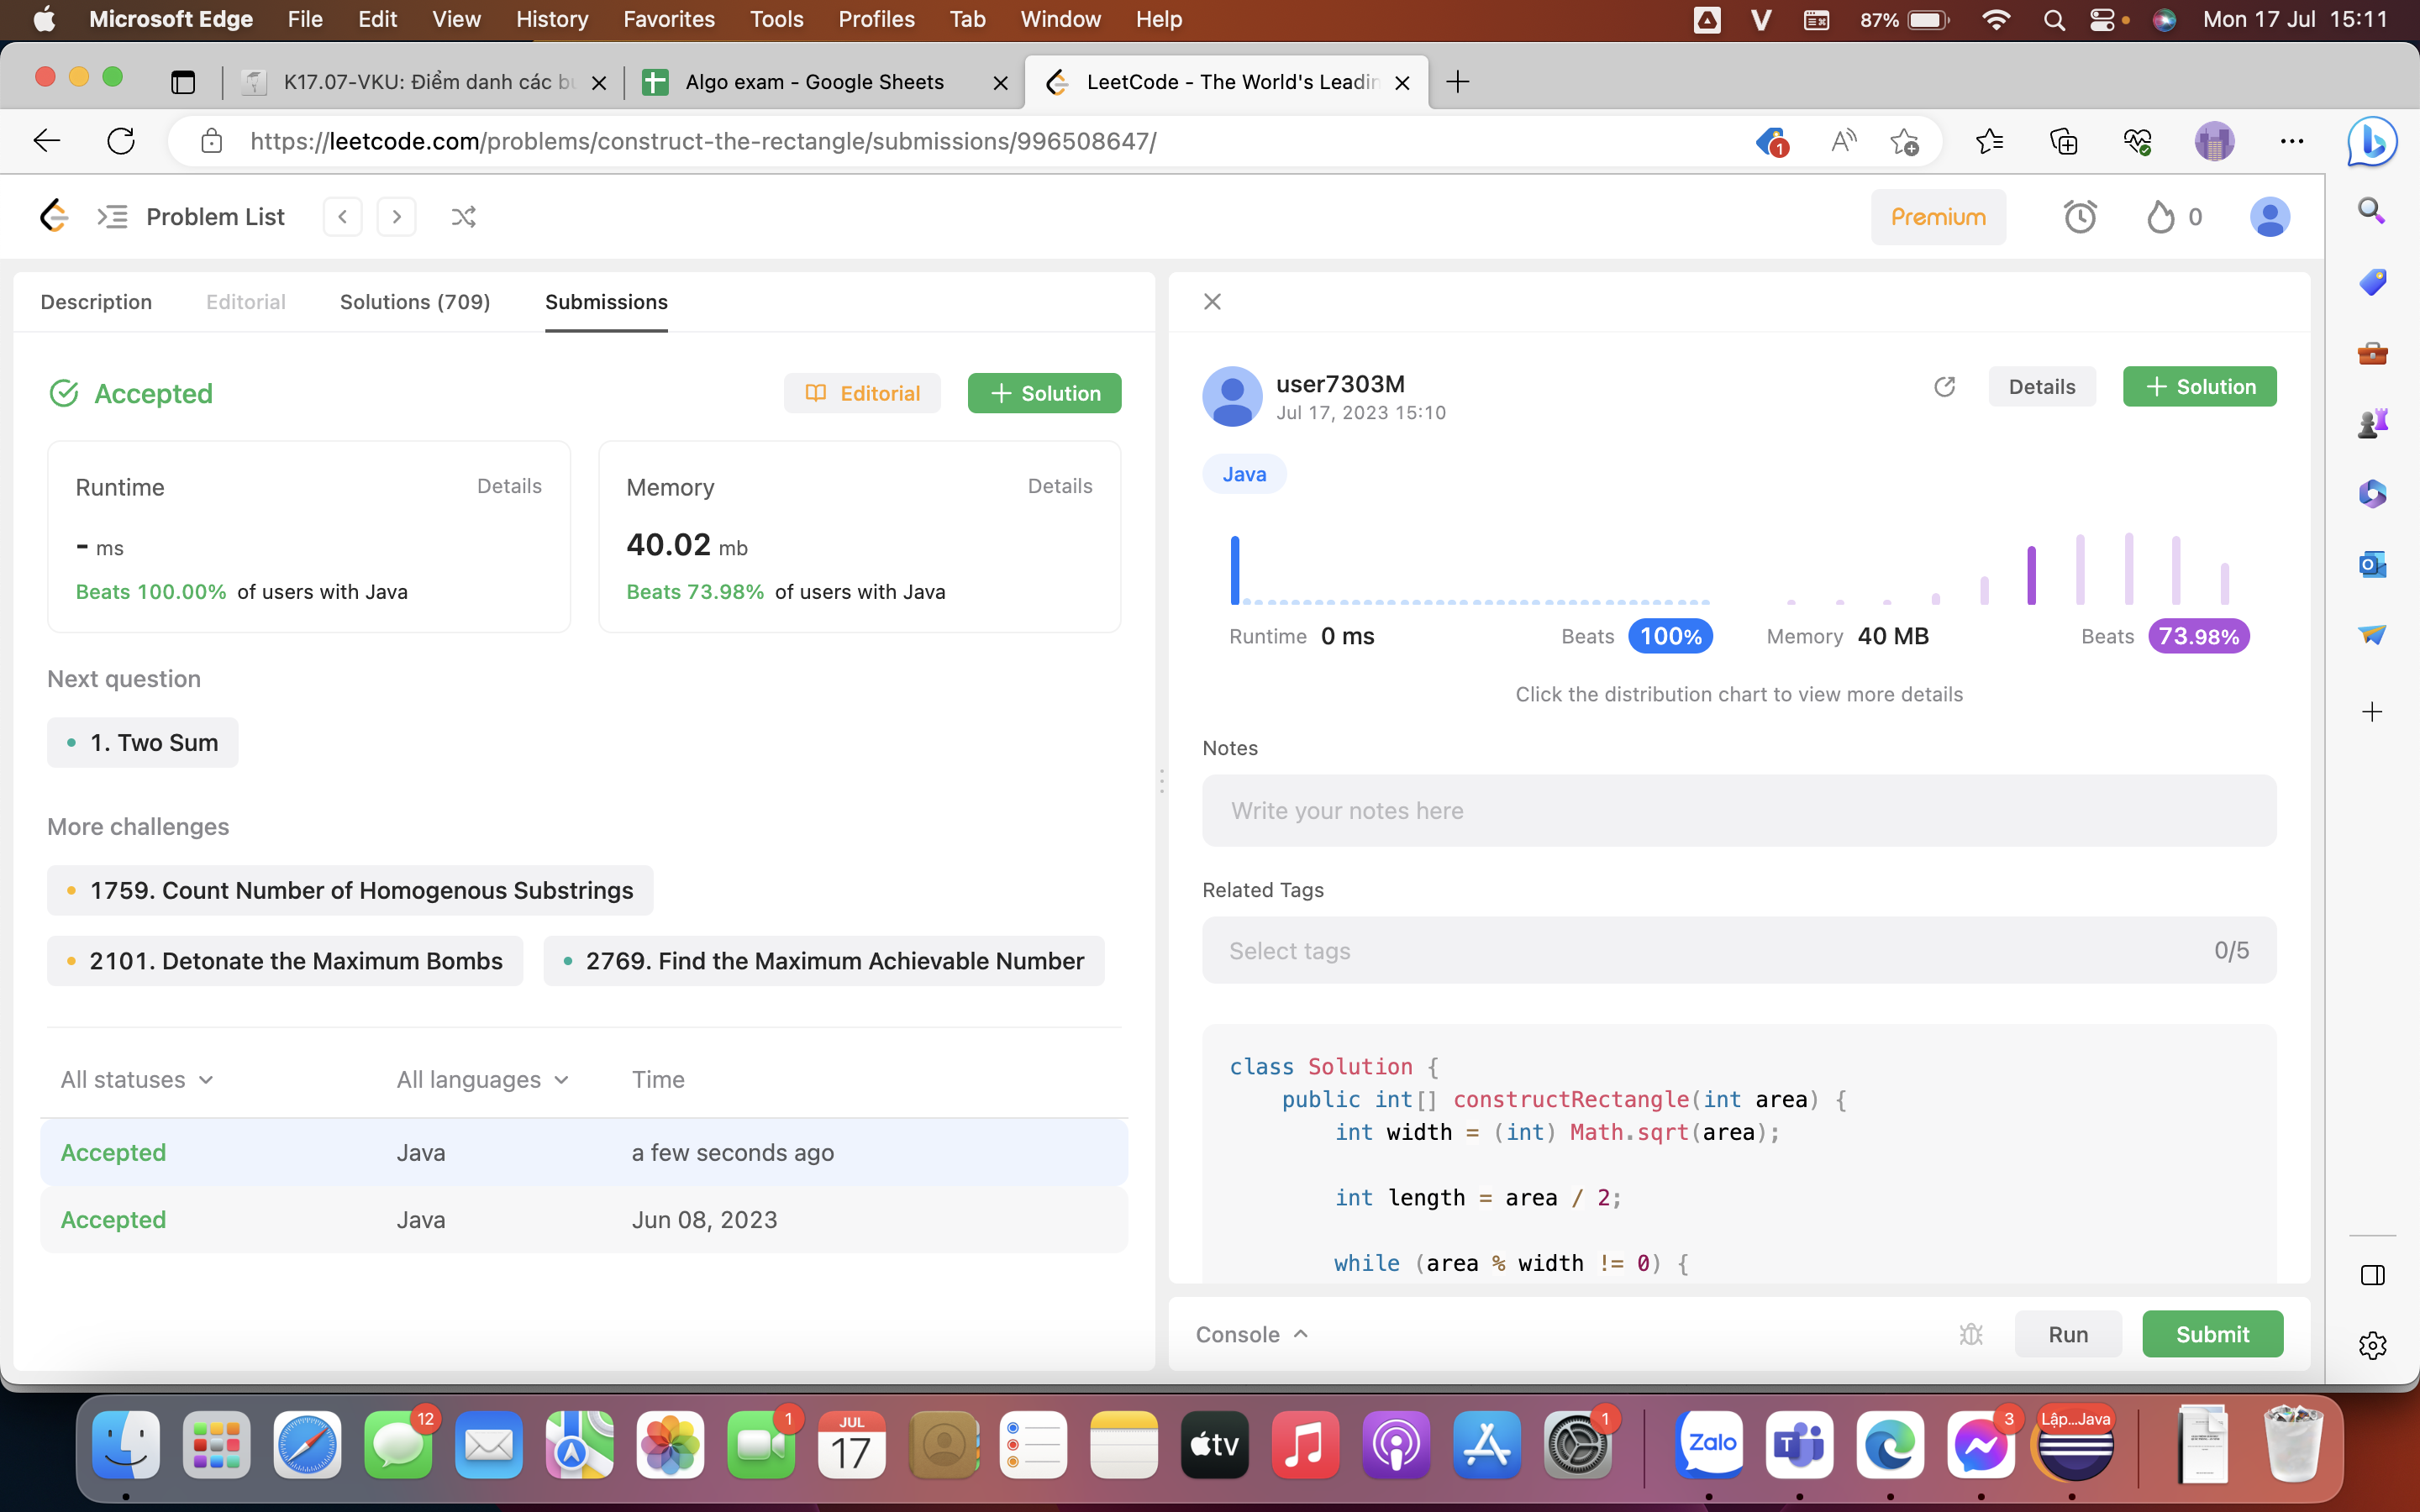 Microsoft Edge File Edit View History Favorites Tools Profiles Tab Window Help 87% Mon 17 Jul 15:11
K17.07-VKU: Điểm danh các bu Algo exam - Google Sheets LeetCode - The World's Leadin
https://leetcode.com/problems/construct-the-rectangle/submissions/996508647/ 1
Problem List Premium 0
Description Editorial Solutions (709) Submissions
Accepted Editorial + Solution
Runtime Details
- ms
Beats 100.00% of users with Java
Memory Details
40.02 mb
Beats 73.98% of users with Java
Next question
1. Two Sum
More challenges
1759. Count Number of Homogenous Substrings
2101. Detonate the Maximum Bombs 2769. Find the Maximum Achievable Number
All statuses All languages Time
Accepted Java a few seconds ago
Accepted Java Jun 08, 2023
user7303M
Jul 17, 2023 15:10
Details + Solution
Java
Runtime 0 ms Beats 100% Memory 40 MB Beats 73.98%
Click the distribution chart to view more details
Notes
Write your notes here
Related Tags
Select tags 0/5
class Solution {
public int[] constructRectangle(int area) {
int width = (int) Math.sqrt(area);
int length = area / 2;
while (area % width != 0) {
Console Run Submit
12 1 JUL 17 tv 1 Zalo T 3 Lập...Java